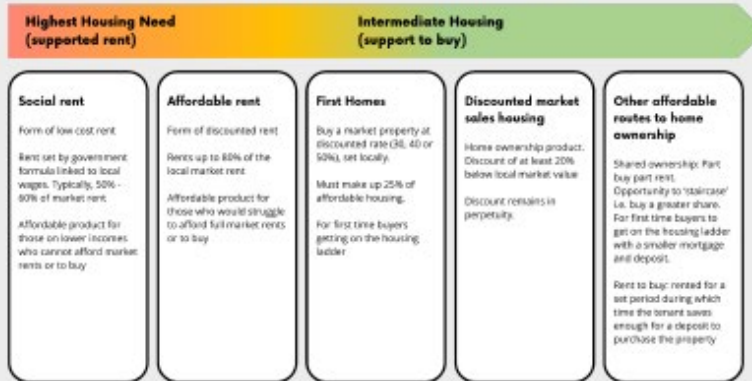 Highest Housing Need
(supported rent)
Intermediate Housing
(support to buy)
Social rent
Form of low cost rent
Rent set by government
formula linked to local
wages. Typically, 50% -
60% of market rent
Affordable product for
those on lower incomes
who cannot afford market
rents or to buy
Affordable rent
Form of discounted rent
Rents up to 80% of the
local market rent
Affordable product for
those who would struggle
to afford full market rents
or to buy
First Homes
Buy a market property at
discounted rate (30, 40 or
50%), set locally.
Must make up 25% of
affordable housing.
For first time buyers
getting on the housing
ladder
Discounted market
sales housing
Home ownership product.
Discount of at least 20%
below local market value
Discount remains in
perpetuity.
Other affordable
routes to home
ownership
Shared ownership: Part
buy part rent.
Opportunity to 'staircase'
i.e. buy a greater share.
For first time buyers to
get on the housing ladder
with a smaller mortgage
and deposit.
Rent to buy: rented for a
set period during which
time the tenant saves
enough for a deposit to
purchase the property